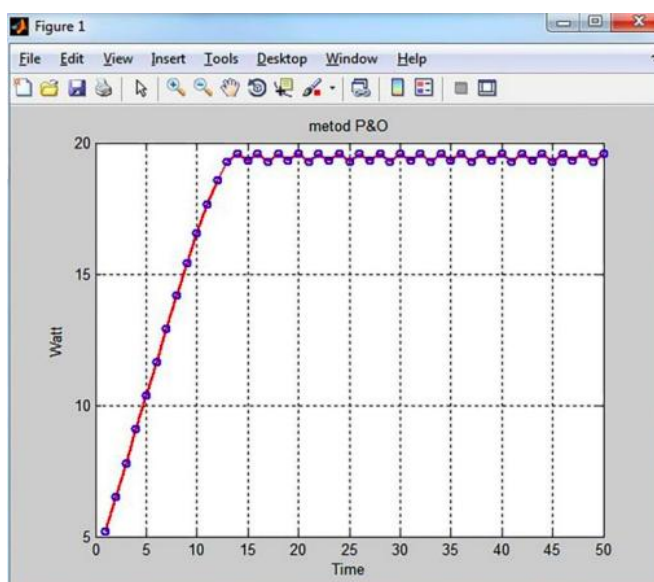 Figure 1
File Edit View Insert Tools Desktop Window Help
metod P&O
20
15
10
5
Watt
0 5 10 15 20 25 30 35 40 45 50
Time